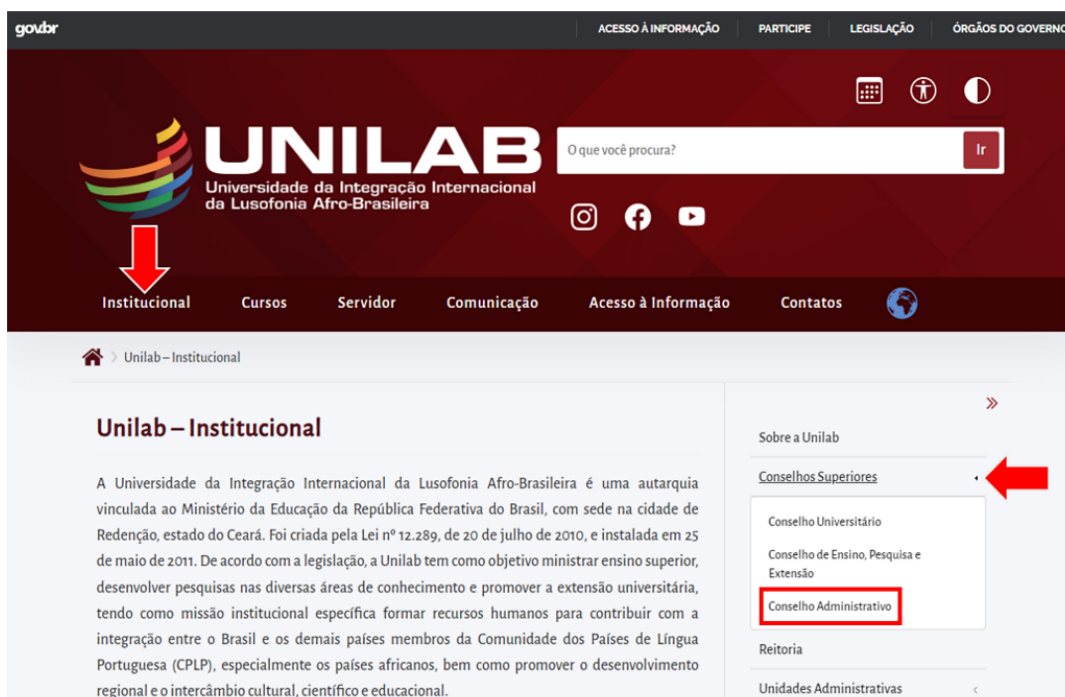 gov.br
ACESSO À INFORMAÇÃO
PARTICIPE
LEGISLAÇÃO
ÓRGÃOS DO GOVERNO
UNILAB
Universidade da Integração Internacional
da Lusofonia Afro-Brasileira
O que você procura?
Ir
Institucional
Cursos
Servidor
Comunicação
Acesso à Informação
Contatos
Unilab – Institucional
Unilab – Institucional
A Universidade da Integração Internacional da Lusofonia Afro-Brasileira é uma autarquia
vinculada ao Ministério da Educação da República Federativa do Brasil, com sede na cidade de
Redenção, estado do Ceará. Foi criada pela Lei nº 12.289, de 20 de julho de 2010, e instalada em 25
de maio de 2011. De acordo com a legislação, a Unilab tem como objetivo ministrar ensino superior,
desenvolver pesquisas nas diversas áreas de conhecimento e promover a extensão universitária,
tendo como missão institucional específica formar recursos humanos para contribuir com a
integração entre o Brasil e os demais países membros da Comunidade dos Países de Língua
Portuguesa (CPLP), especialmente os países africanos, bem como promover o desenvolvimento
regional e o intercâmbio cultural, científico e educacional.
Sobre a Unilab
Conselhos Superiores
Conselho Universitário
Conselho de Ensino, Pesquisa e
Extensão
Conselho Administrativo
Reitoria
Unidades Administrativas